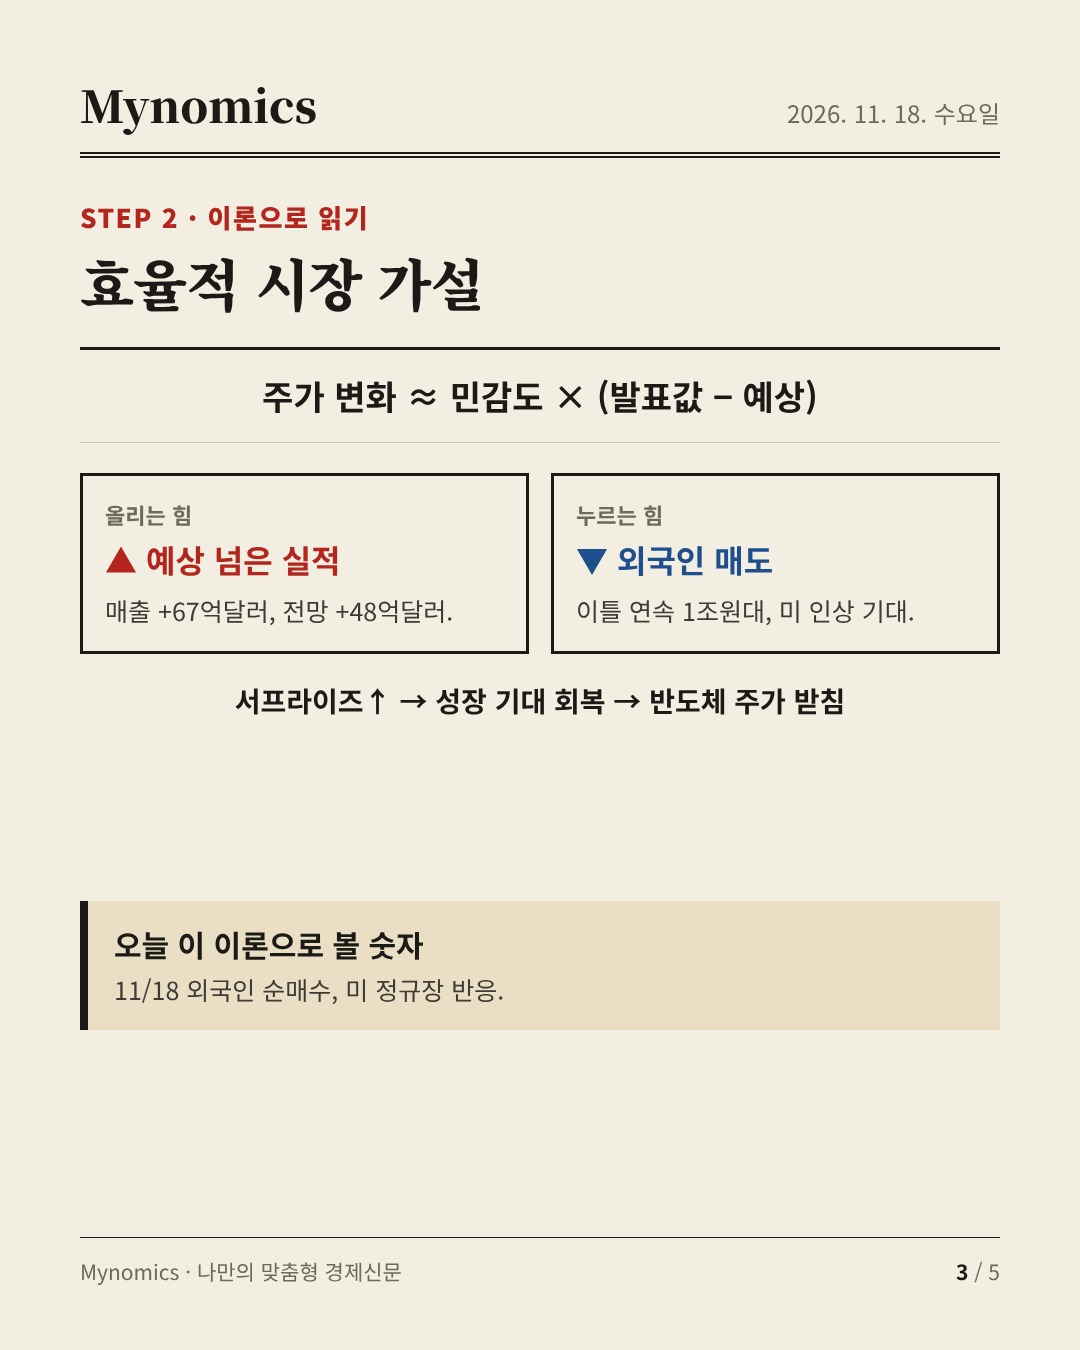 Mynomics
2026. 11. 18. 수요일
STEP 2 · 이론으로 읽기
효율적 시장 가설
주가 변화 ≈ 민감도 × (발표값 − 예상)
올리는 힘
▲ 예상 넘은 실적
매출 +67억달러, 전망 +48억달러.
누르는 힘
▼ 외국인 매도
이틀 연속 1조원대, 미 인상 기대.
서프라이즈↑ → 성장 기대 회복 → 반도체 주가 받침
오늘 이 이론으로 볼 숫자
11/18 외국인 순매수, 미 정규장 반응.
Mynomics · 나만의 맞춤형 경제신문
3 / 5